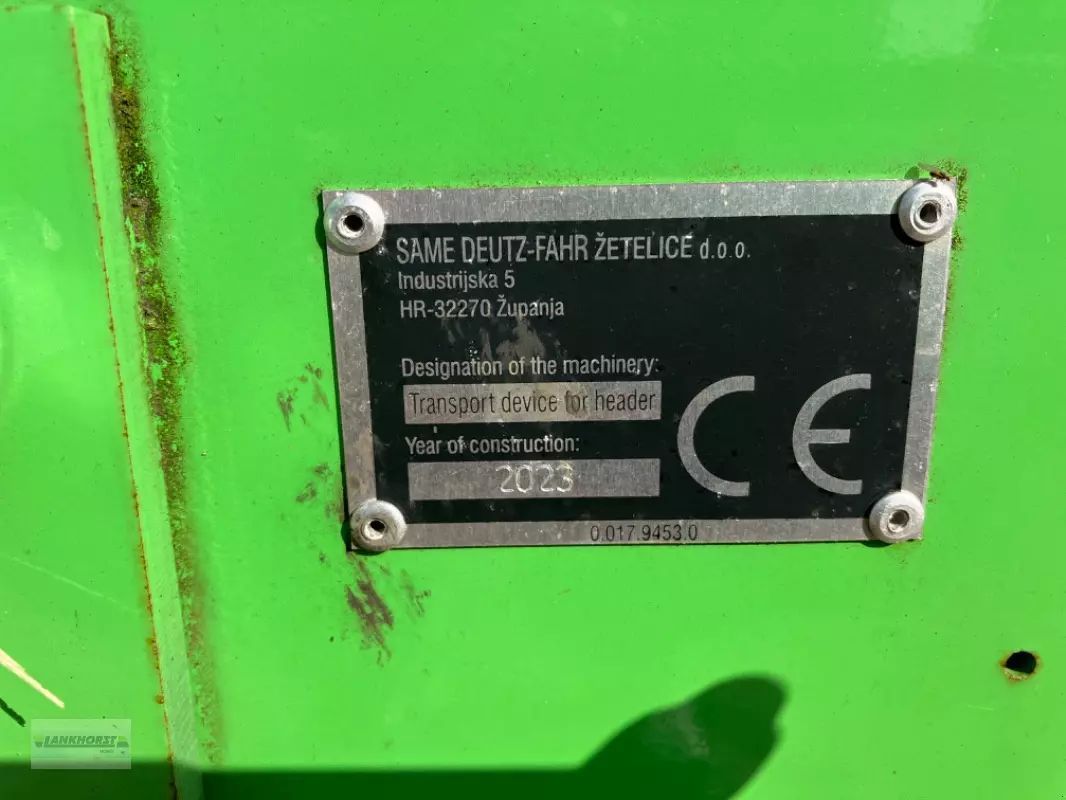 SAME DEUTZ-FAHR ŽETELICE d.o.o.
Industrijska 5
HR-32270 Županja
Designation of the machinery:
Transport device for header
Year of construction:
2023
CE
0.017.9453.0
LANKHORST